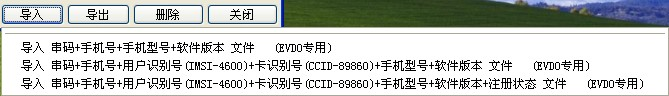 导入 导出 删除 关闭
导入 串码+手机号+手机型号+软件版本 文件 (EVDO专用)
导入 串码+手机号+用户识别号(IMSI-4600)+卡识别号(CCID-89860)+手机型号+软件版本 文件 (EVDO专用)
导入 串码+手机号+用户识别号(IMSI-4600)+卡识别号(CCID-89860)+手机型号+软件版本+注册状态 文件 (EVDO专用)